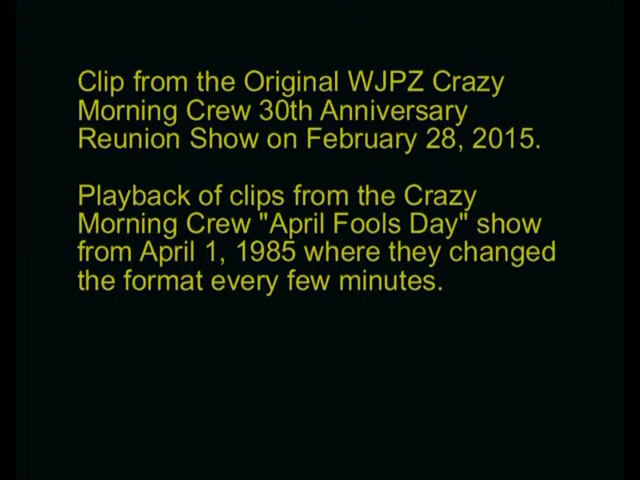 Clip from the Original WJPZ Crazy
Morning Crew 30th Anniversary
Reunion Show on February 28, 2015.
Playback of clips from the Crazy
Morning Crew "April Fools Day" show
from April 1, 1985 where they changed
the format every few minutes.